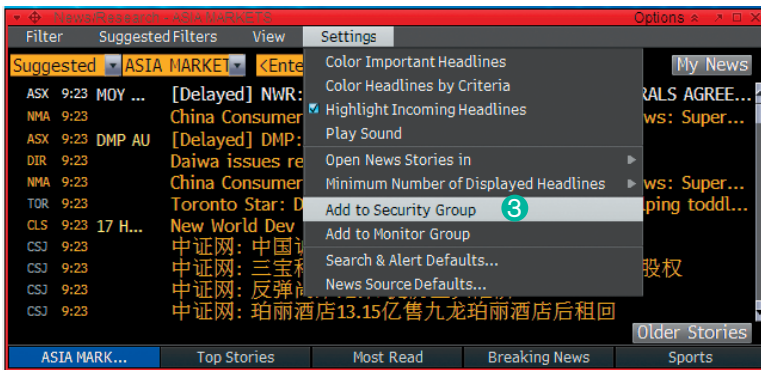 News/Research - ASIA MARKETS Options
Filter Suggested Filters View Settings
Suggested ASIA MARKET <Ente My News
Color Important Headlines
Color Headlines by Criteria
Highlight Incoming Headlines
Play Sound
Open News Stories in
Minimum Number of Displayed Headlines
Add to Security Group 3
Add to Monitor Group
Search & Alert Defaults...
News Source Defaults...
ASX 9:23 MOY ... [Delayed] NWR: RALS AGREE...
NMA 9:23 China Consumer ws: Super...
ASX 9:23 DMP AU [Delayed] DMP:
DIR 9:23 Daiwa issues re
NMA 9:23 China Consumer ws: Super...
TOR 9:23 Toronto Star: D ping toddl...
CLS 9:23 17 H... New World Dev
CSJ 9:23 中证网: 中国
CSJ 9:23 中证网: 三宝 股权
CSJ 9:23 中证网: 反弹
CSJ 9:23 中证网: 珀丽酒店13.15亿售九龙珀丽酒店后租回
Older Stories
ASIA MARK... Top Stories Most Read Breaking News Sports